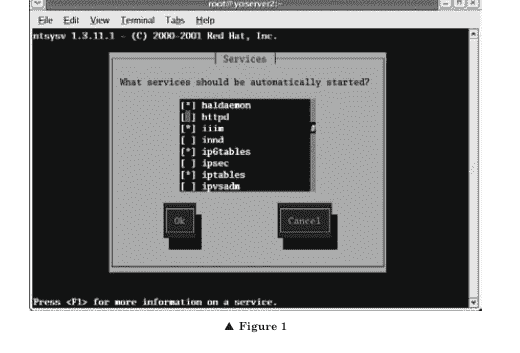 root@yoserver2:~
File Edit View Terminal Tabs Help
ntsysv 1.3.11.1 - (C) 2000-2001 Red Hat, Inc.
Services
What services should be automatically started?
[*] haldaemon
[ ] httpd
[*] iiim
[ ] innd
[*] ip6tables
[ ] ipsec
[*] iptables
[ ] ipvsadm
Ok Cancel
Press <F1> for more information on a service.
▲ Figure 1